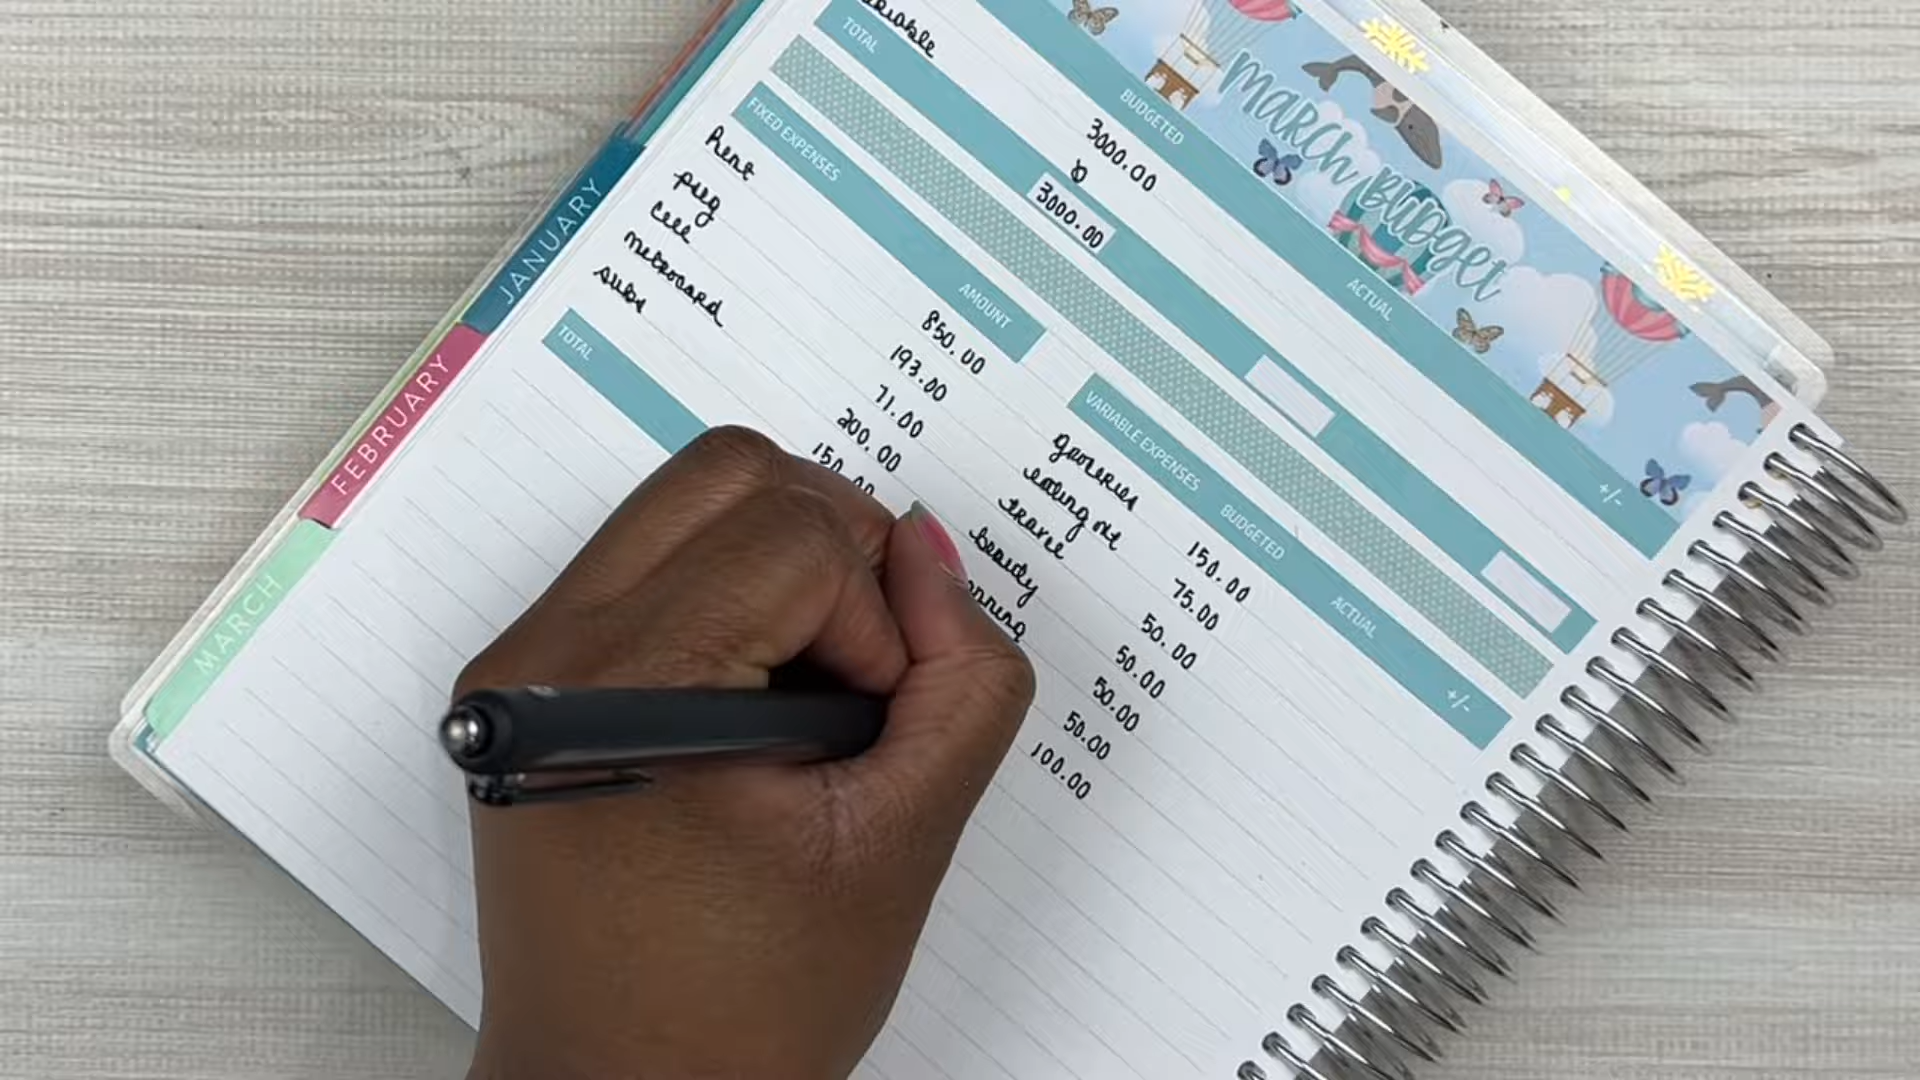 MARCH BUDGET
BUDGETED
ACTUAL
+/-
3000.00
TOTAL
3000.00
FIXED EXPENSES
AMOUNT
Rent
850.00
193.00
cell
71.00
metrocard
200.00
subs
150.00
TOTAL
VARIABLE EXPENSES
BUDGETED
ACTUAL
+/-
groceries
150.00
eating out
75.00
travel
50.00
beauty
50.00
50.00
50.00
100.00
JANUARY
FEBRUARY
MARCH